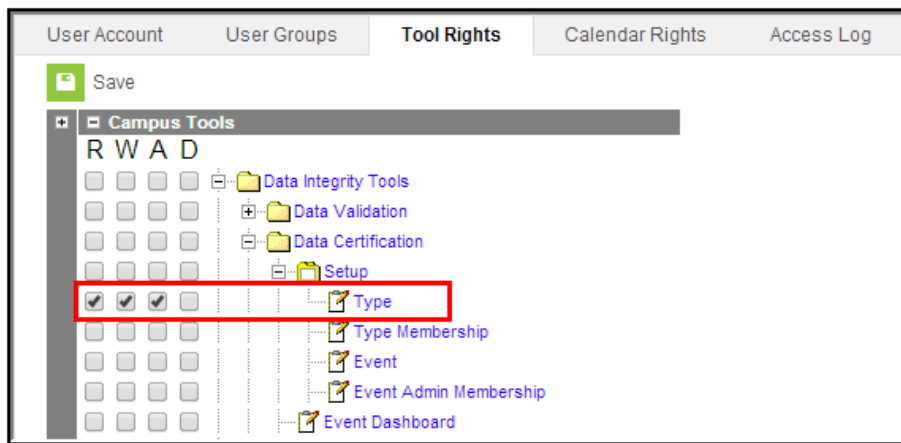 User Account User Groups Tool Rights Calendar Rights Access Log
Save
Campus Tools
R W A D
Data Integrity Tools
Data Validation
Data Certification
Setup
Type
Type Membership
Event
Event Admin Membership
Event Dashboard